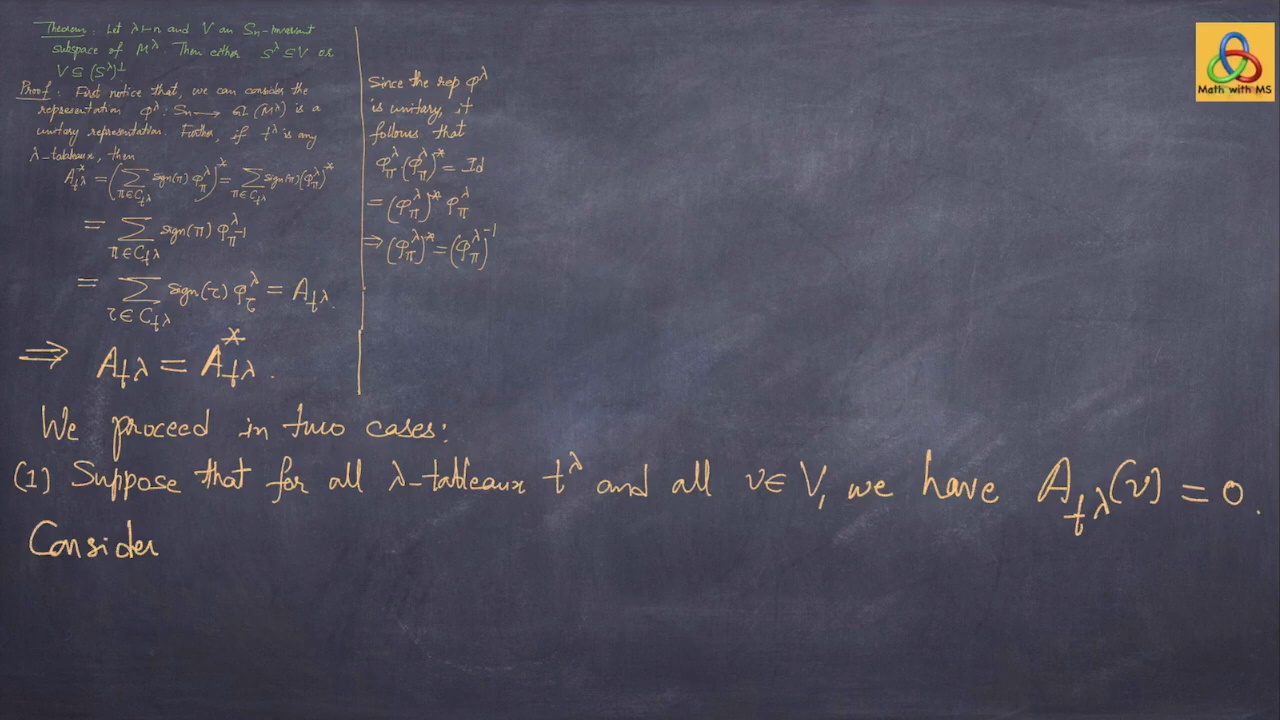 Theorem: Let λ⊢n and V an Sn-invariant
subspace of M^λ. Then either S^λ ⊆ V or
V ⊆ (S^λ)^⊥
Proof: First notice that, we can consider the
representation φ^λ: Sn → Gl (M^λ) is a
unitary representation. Further, if t^λ is any
λ-tableaux, then
A*_{t^λ} = (∑_{π∈C_{t^λ}} sign(π) φ^λ_π)* = ∑_{π∈C_{t^λ}} sign(π) (φ^λ_π)*
= ∑_{π∈C_{t^λ}} sign(π) φ^λ_{π^{-1}}
= ∑_{τ∈C_{t^λ}} sign(τ) φ^λ_τ = A_{t^λ}.
⟹ A_{t^λ} = A*_{t^λ}.
Since the rep φ^λ
is unitary, it
follows that
φ^λ_π·(φ^λ_π)* = Id
= (φ^λ_π)* φ^λ_π
⇒ (φ^λ_π)* = (φ^λ_π)^{-1}
We proceed in two cases:
(1) Suppose that for all λ-tableaux t^λ and all v∈V, we have A_{t^λ}(v) = 0.
Consider
Math with MS